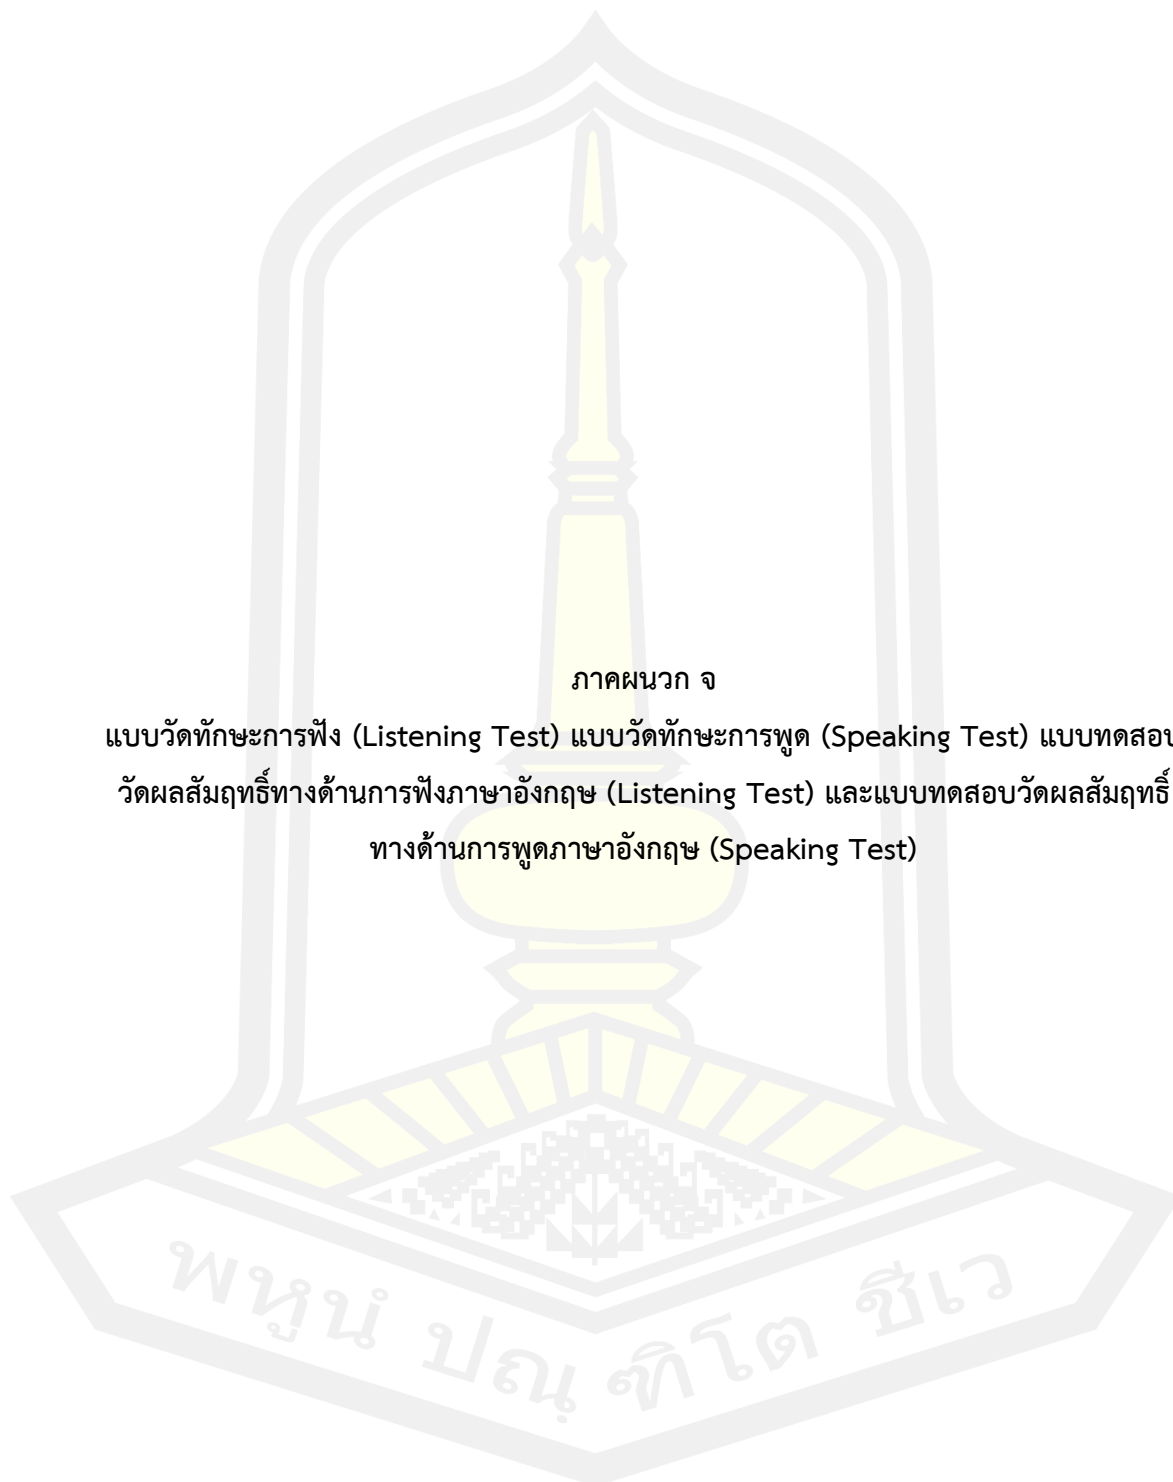 ภาคผนวก จ
แบบวัดทักษะการฟัง (Listening Test) แบบวัดทักษะการพูด (Speaking Test) แบบทดสอบ
วัดผลสัมฤทธิ์ทางด้านการฟังภาษาอังกฤษ (Listening Test) และแบบทดสอบวัดผลสัมฤทธิ์
ทางด้านการพูดภาษาอังกฤษ (Speaking Test)
พหูนํ ปณฺฑิโต ชีเว